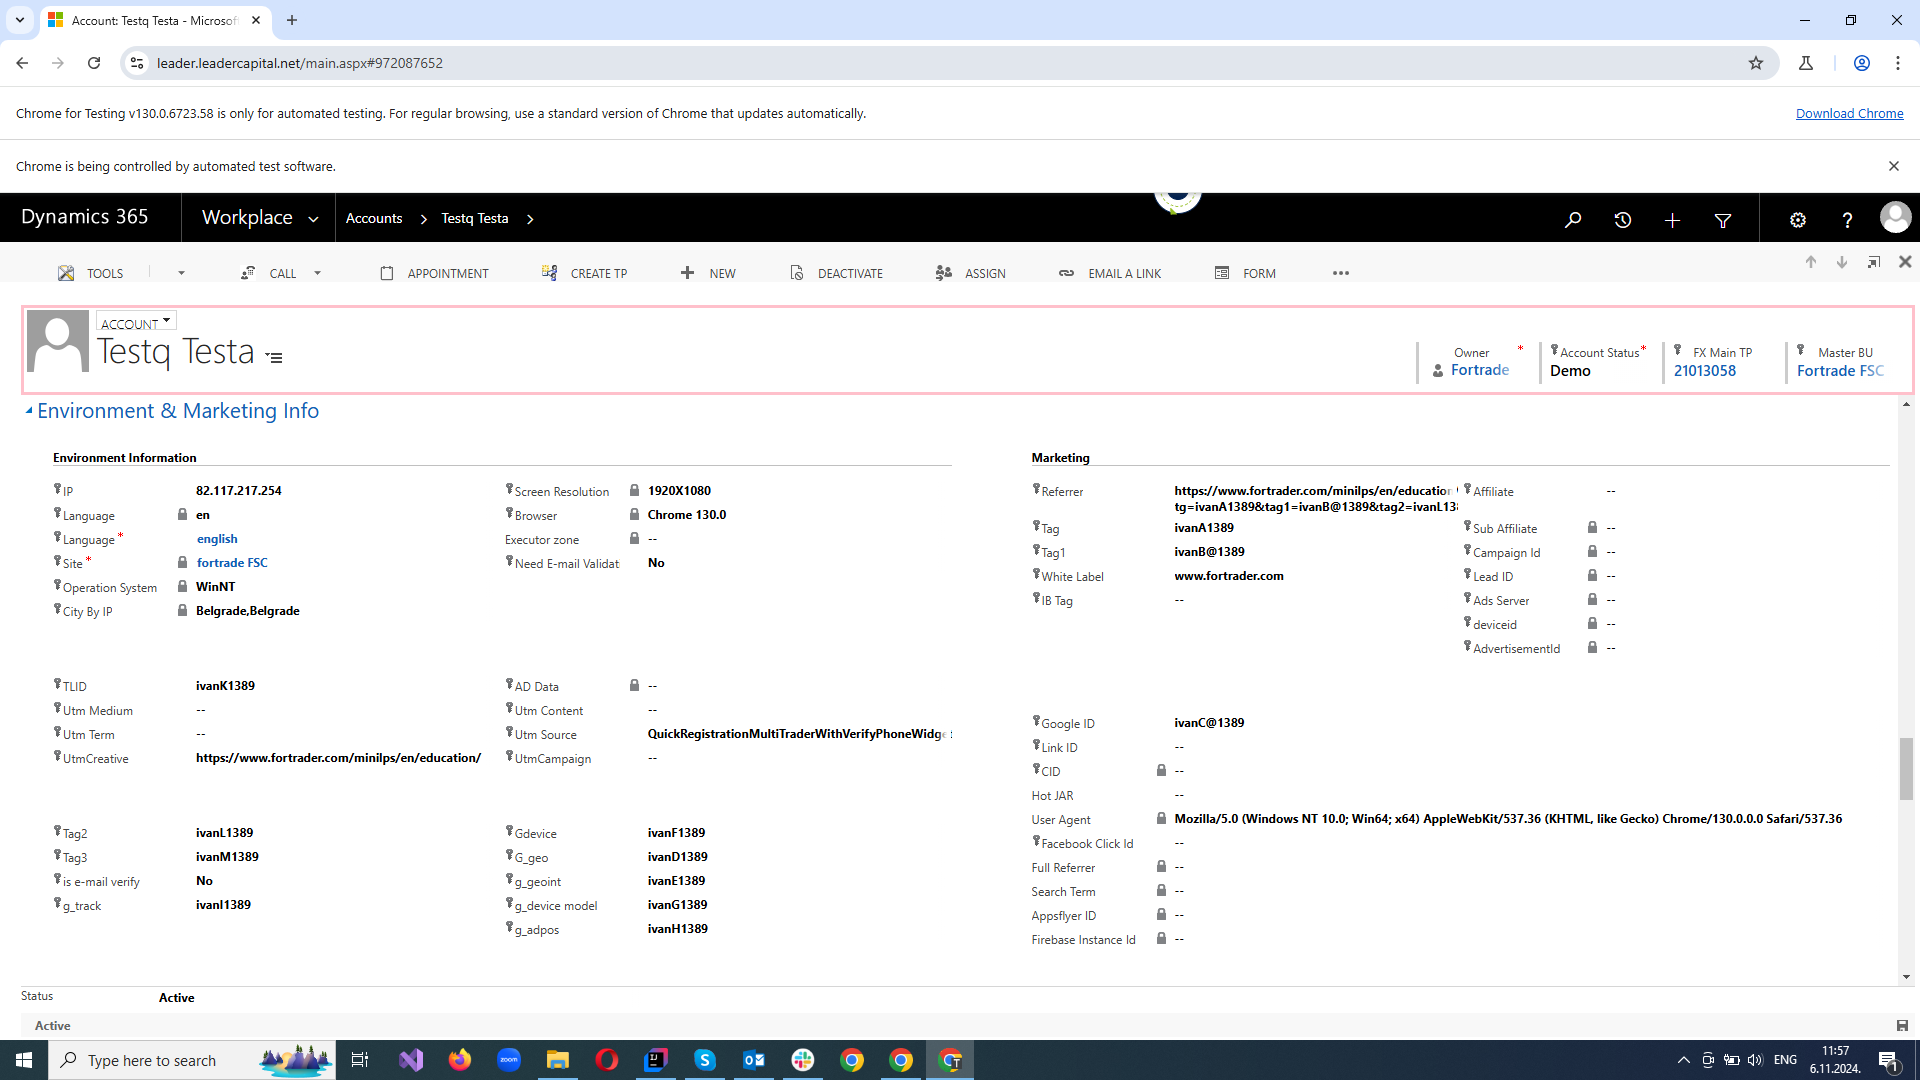 Account: Testq Testa - Microsof
leader.leadercapital.net/main.aspx#972087652
Chrome for Testing v130.0.6723.58 is only for automated testing. For regular browsing, use a standard version of Chrome that updates automatically.
Download Chrome
Chrome is being controlled by automated test software.
Dynamics 365
Workplace
Accounts
Testq Testa
TOOLS
CALL
APPOINTMENT
CREATE TP
NEW
DEACTIVATE
ASSIGN
EMAIL A LINK
FORM
ACCOUNT
Testq Testa
Owner *
Fortrade
Account Status *
Demo
FX Main TP
21013058
Master BU
Fortrade FSC
Environment & Marketing Info
Environment Information
IP 82.117.217.254
Language en
Language * english
Site * fortrade FSC
Operation System WinNT
City By IP Belgrade,Belgrade
Screen Resolution 1920X1080
Browser Chrome 130.0
Executor zone --
Need E-mail Validat No
TLID ivanK1389
Utm Medium --
Utm Term --
UtmCreative https://www.fortrader.com/minilps/en/education/
AD Data --
Utm Content --
Utm Source QuickRegistrationMultiTraderWithVerifyPhoneWidge
UtmCampaign --
Tag2 ivanL1389
Tag3 ivanM1389
is e-mail verify No
g_track ivanI1389
Gdevice ivanF1389
G_geo ivanD1389
g_geoint ivanE1389
g_device model ivanG1389
g_adpos ivanH1389
Marketing
Referrer https://www.fortrader.com/minilps/en/education
tg=ivanA1389&tag1=ivanB@1389&tag2=ivanL13
Tag ivanA1389
Tag1 ivanB@1389
White Label www.fortrader.com
IB Tag --
Affiliate --
Sub Affiliate --
Campaign Id --
Lead ID --
Ads Server --
deviceid --
AdvertisementId --
Google ID ivanC@1389
Link ID --
CID --
Hot JAR --
User Agent Mozilla/5.0 (Windows NT 10.0; Win64; x64) AppleWebKit/537.36 (KHTML, like Gecko) Chrome/130.0.0.0 Safari/537.36
Facebook Click Id --
Full Referrer --
Search Term --
Appsflyer ID --
Firebase Instance Id --
Status Active
Active
Type here to search
zoom
ENG
11:57
6.11.2024.
1